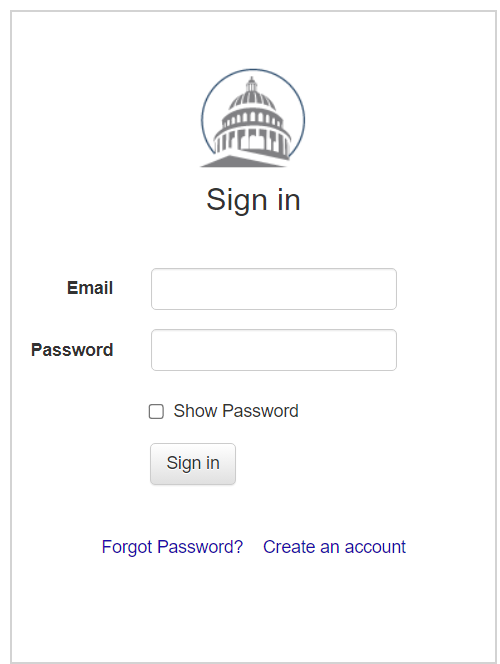 Sign in
Email
Password
Show Password
Sign in
Forgot Password? Create an account